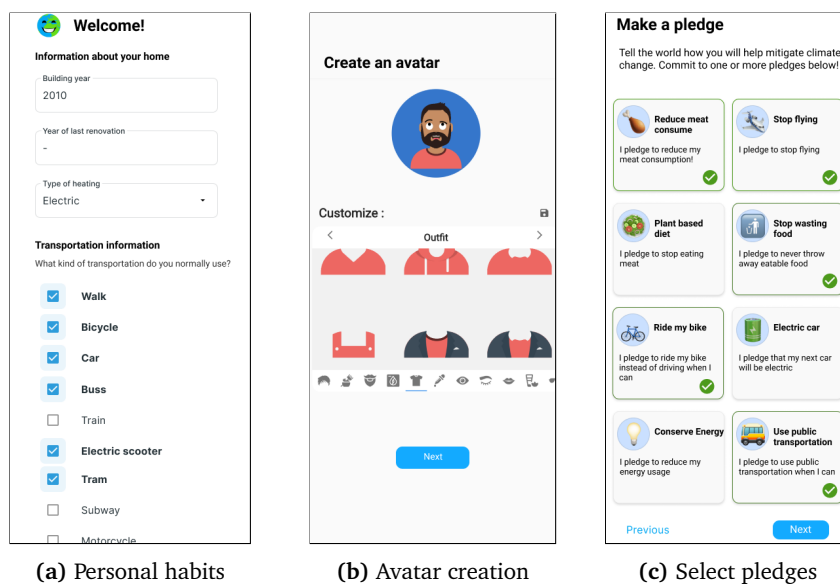 Welcome!
Information about your home
Building year
2010
Year of last renovation
-
Type of heating
Electric
Transportation information
What kind of transportation do you normally use?
Walk
Bicycle
Car
Buss
Train
Electric scooter
Tram
Subway
Motorcycle
(a) Personal habits
Create an avatar
Customize :
Outfit
Next
(b) Avatar creation
Make a pledge
Tell the world how you will help mitigate climate
change. Commit to one or more pledges below!
Reduce meat
consume
I pledge to reduce my
meat consumption!
Stop flying
I pledge to stop flying
Plant based
diet
I pledge to stop eating
meat
Stop wasting
food
I pledge to never throw
away eatable food
Ride my bike
I pledge to ride my bike
instead of driving when I
can
Electric car
I pledge that my next car
will be electric
Conserve Energy
I pledge to reduce my
energy usage
Use public
transportation
I pledge to use public
transportation when I can
Previous
Next
(c) Select pledges